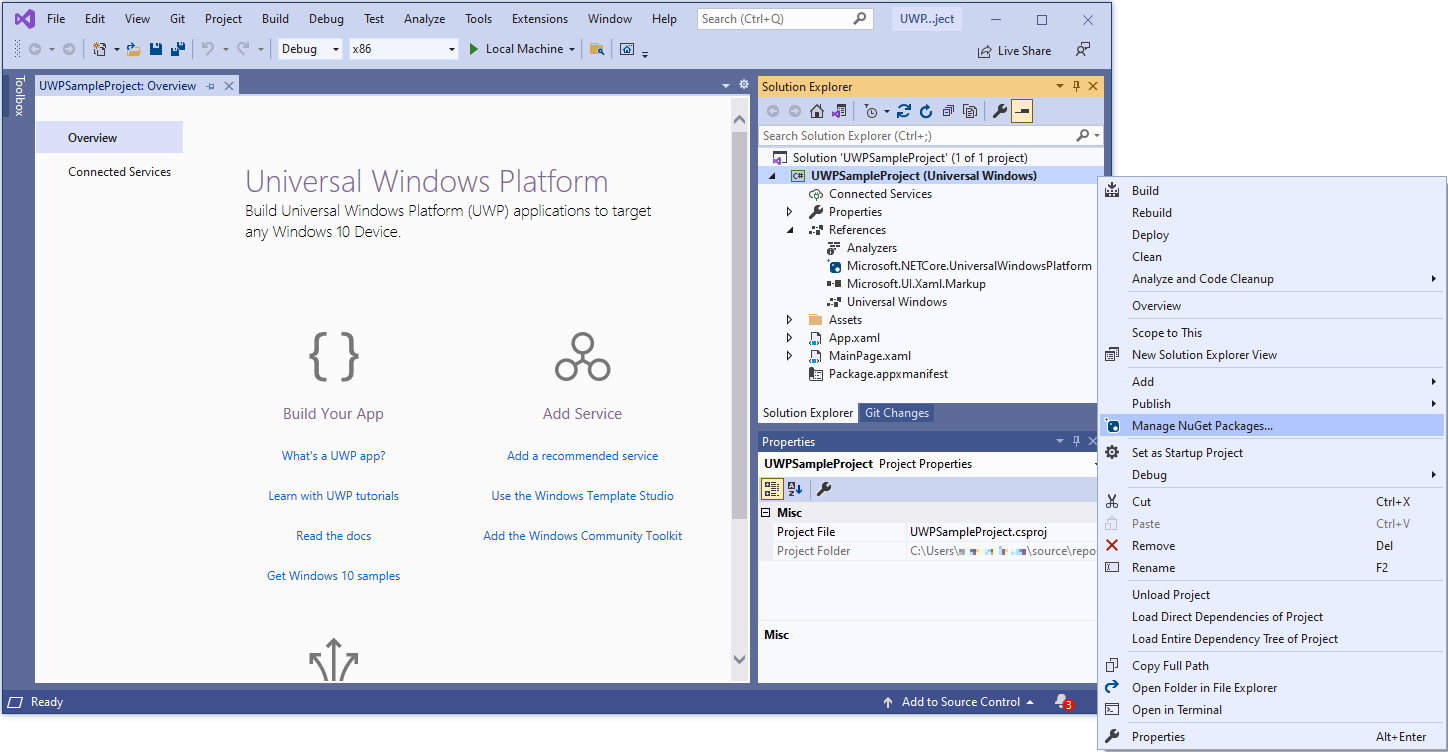 File Edit View Git Project Build Debug Test Analyze Tools Extensions Window Help Search (Ctrl+Q) UWP...ject
Debug x86 Local Machine Live Share
Toolbox
UWPSampleProject: Overview
Overview
Connected Services
Universal Windows Platform
Build Universal Windows Platform (UWP) applications to target
any Windows 10 Device.
{ }
Build Your App
What's a UWP app?
Learn with UWP tutorials
Read the docs
Get Windows 10 samples
Add Service
Add a recommended service
Use the Windows Template Studio
Add the Windows Community Toolkit
Solution Explorer
Search Solution Explorer (Ctrl+;)
Solution 'UWPSampleProject' (1 of 1 project)
C# UWPSampleProject (Universal Windows)
Connected Services
Properties
References
Analyzers
Microsoft.NETCore.UniversalWindowsPlatform
Microsoft.UI.Xaml.Markup
Universal Windows
Assets
App.xaml
MainPage.xaml
Package.appxmanifest
Solution Explorer Git Changes
Properties
UWPSampleProject Project Properties
Misc
Project File UWPSampleProject.csproj
Project Folder C:\Users\ \source\repo
Misc
Build
Rebuild
Deploy
Clean
Analyze and Code Cleanup
Overview
Scope to This
New Solution Explorer View
Add
Publish
Manage NuGet Packages...
Set as Startup Project
Debug
Cut Ctrl+X
Paste Ctrl+V
Remove Del
Rename F2
Unload Project
Load Direct Dependencies of Project
Load Entire Dependency Tree of Project
Copy Full Path
Open Folder in File Explorer
Open in Terminal
Properties Alt+Enter
Ready Add to Source Control 3